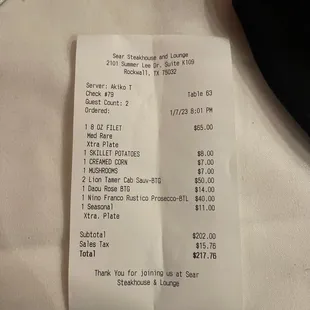 Sear Steakhouse and Lounge
2101 Summer Lee Dr, Suite K109
Rockwall, TX 75032
Server: Akiko T
Check #79 Table 63
Guest Count: 2
Ordered: 1/7/23 8:01 PM
1 8 OZ FILET $65.00
Med Rare
Xtra Plate
1 SKILLET POTATOES $8.00
1 CREAMED CORN $7.00
1 MUSHROOMS $7.00
2 Lion Tamer Cab Sauv-BTG $50.00
1 Daou Rose BTG $14.00
1 Nino Franco Rustico Prosecco-BTL $40.00
1 Seasonal $11.00
Xtra. Plate
Subtotal $202.00
Sales Tax $15.76
Total $217.76
Thank You for joining us at Sear
Steakhouse & Lounge